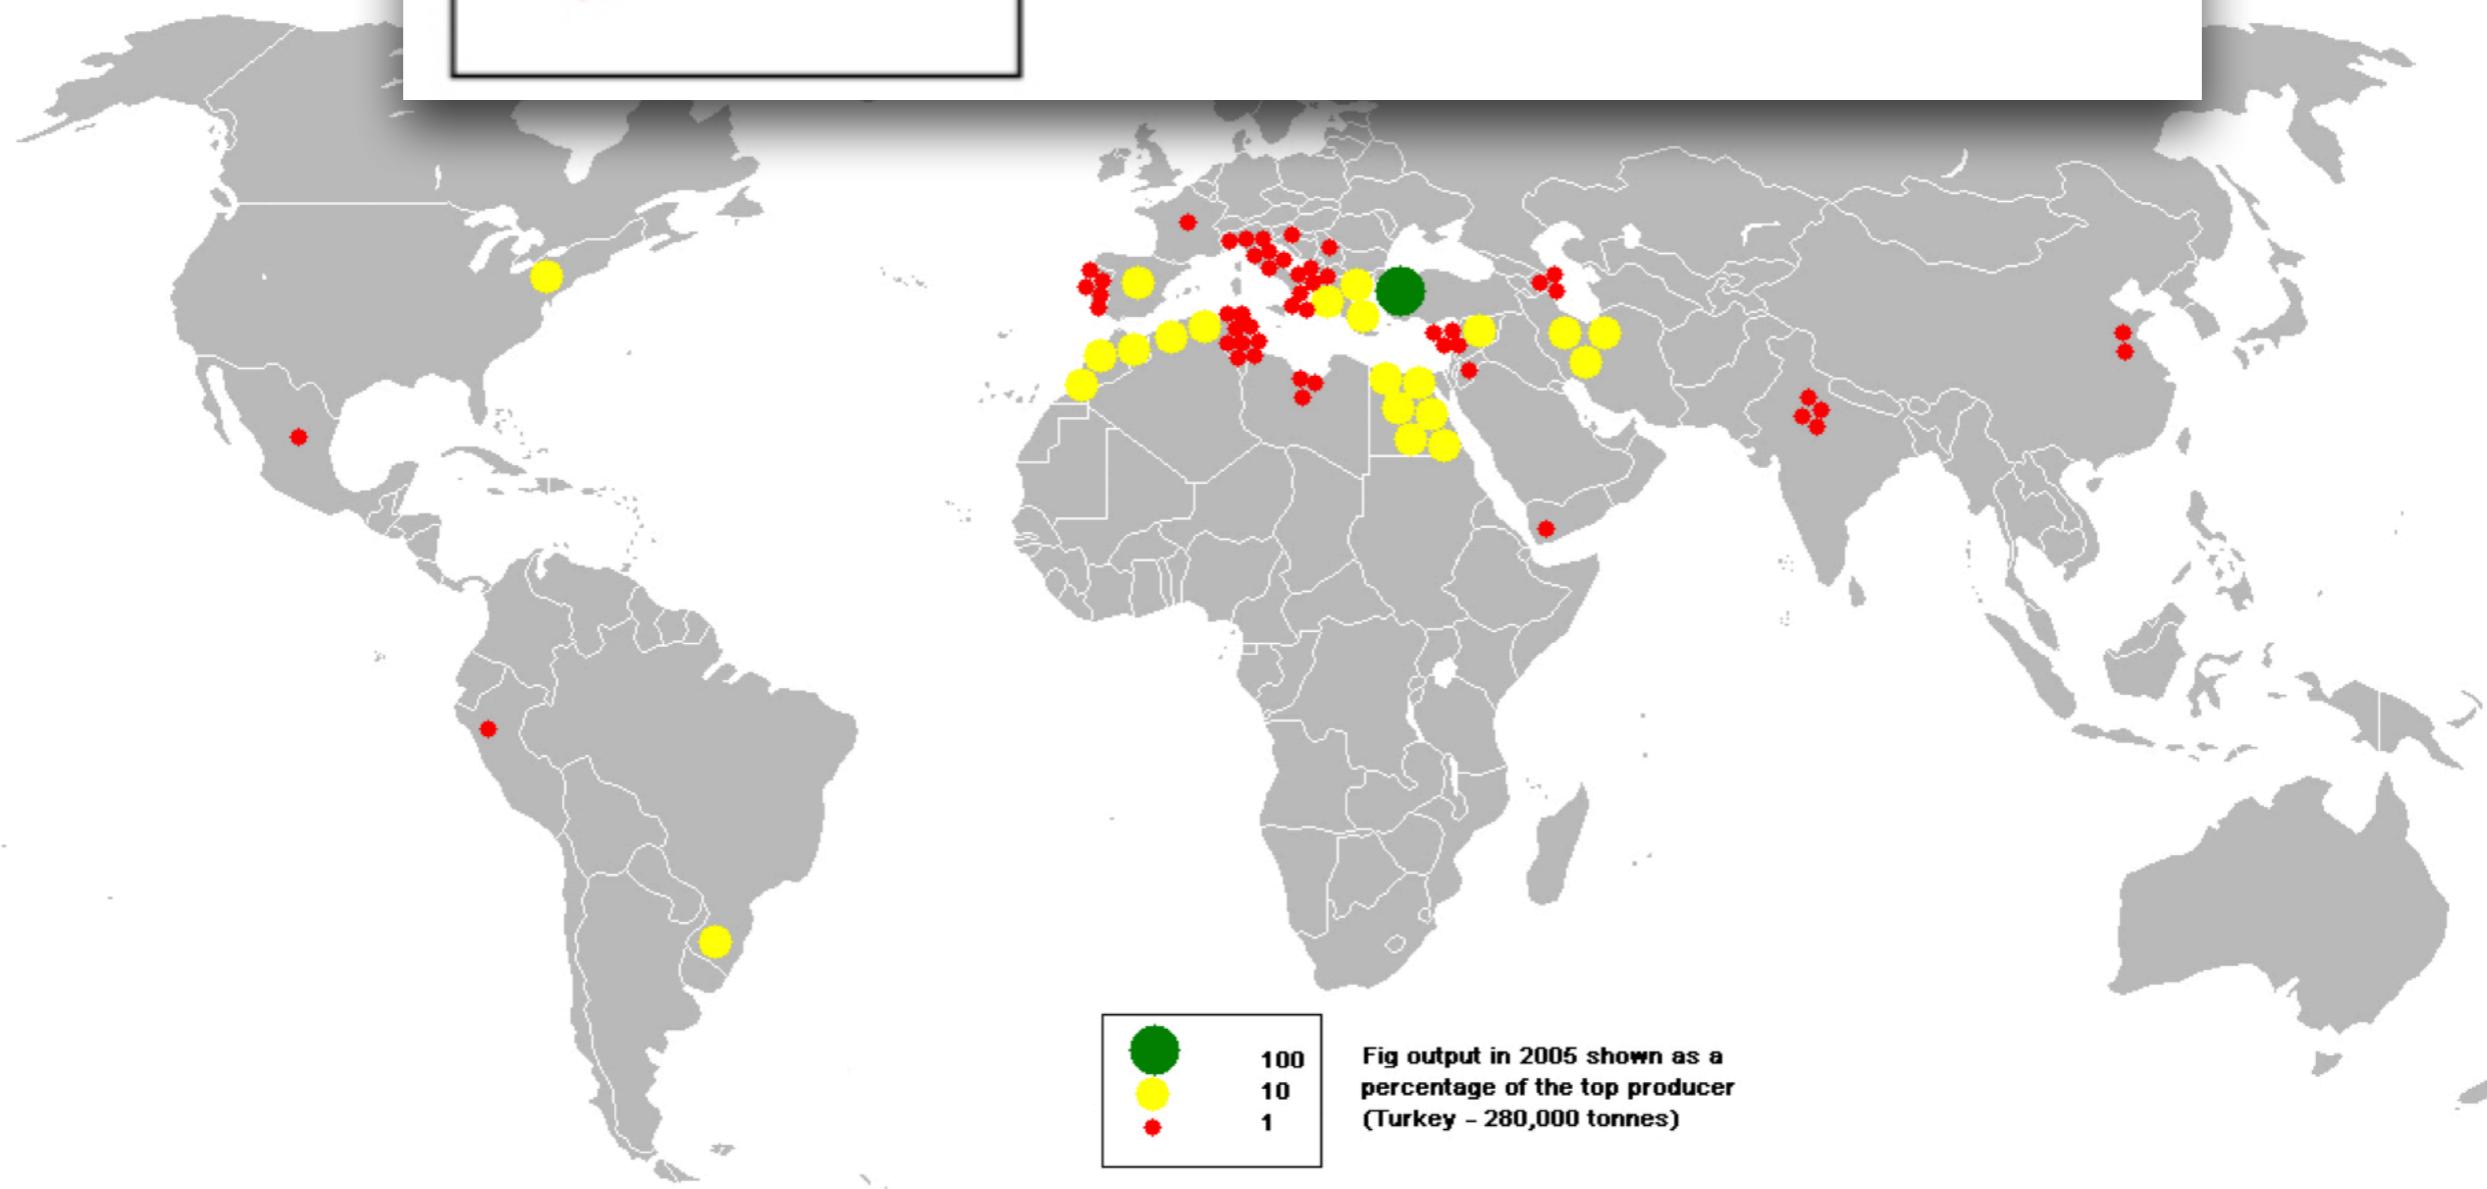 100
10
1
Fig output in 2005 shown as a
percentage of the top producer
(Turkey - 280,000 tonnes)